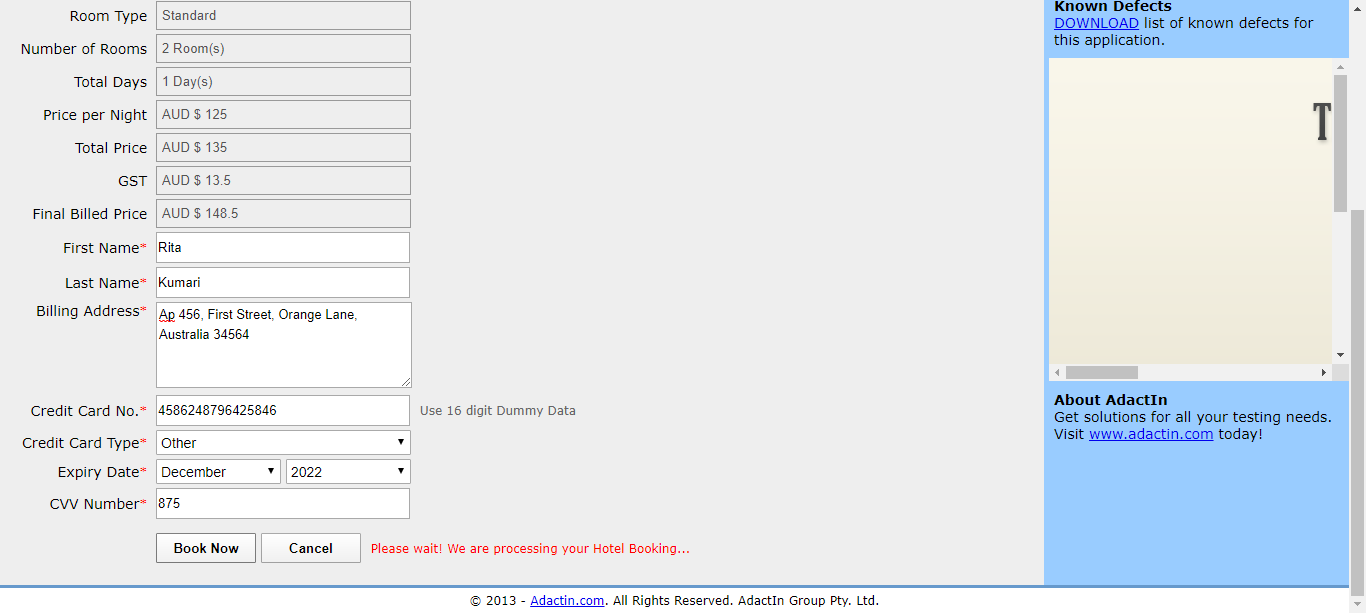 Room Type Standard
Number of Rooms 2 Room(s)
Total Days 1 Day(s)
Price per Night AUD $ 125
Total Price AUD $ 135
GST AUD $ 13.5
Final Billed Price AUD $ 148.5
First Name* Rita
Last Name* Kumari
Billing Address* Ap 456, First Street, Orange Lane,
Australia 34564
Credit Card No.* 4586248796425846 Use 16 digit Dummy Data
Credit Card Type* Other
Expiry Date* December 2022
CVV Number* 875
Book Now Cancel Please wait! We are processing your Hotel Booking...
Known Defects
DOWNLOAD list of known defects for
this application.
T
About AdactIn
Get solutions for all your testing needs.
Visit www.adactin.com today!
© 2013 - Adactin.com. All Rights Reserved. AdactIn Group Pty. Ltd.